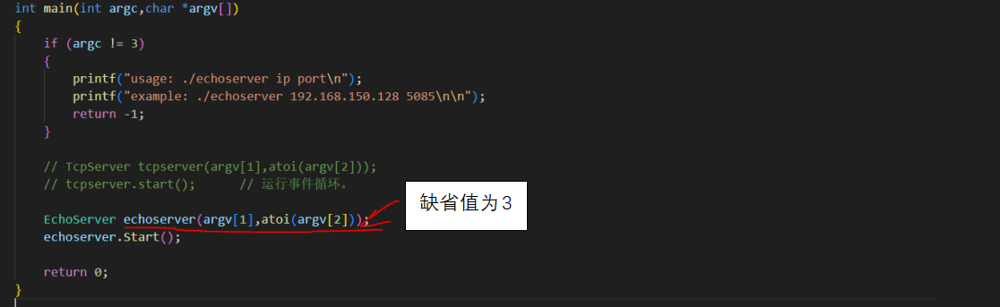 int main(int argc,char *argv[])
{
    if (argc != 3)
    {
        printf("usage: ./echoserver ip port\n");
        printf("example: ./echoserver 192.168.150.128 5085\n\n");
        return -1;
    }
    // TcpServer tcpserver(argv[1],atoi(argv[2]));
    // tcpserver.start();      // 运行事件循环。
    EchoServer echoserver(argv[1],atoi(argv[2]));
缺省值为3
    echoserver.Start();
    return 0;
}